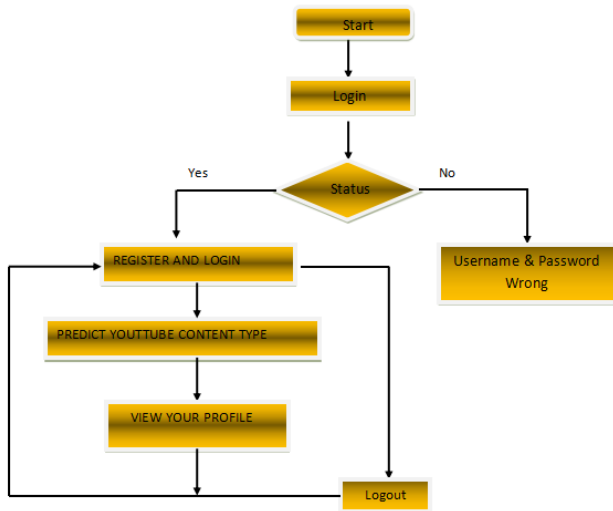 Start
Login
Status
Yes
No
REGISTER AND LOGIN
Username & Password
Wrong
PREDICT YOUTTUBE CONTENT TYPE
VIEW YOUR PROFILE
Logout